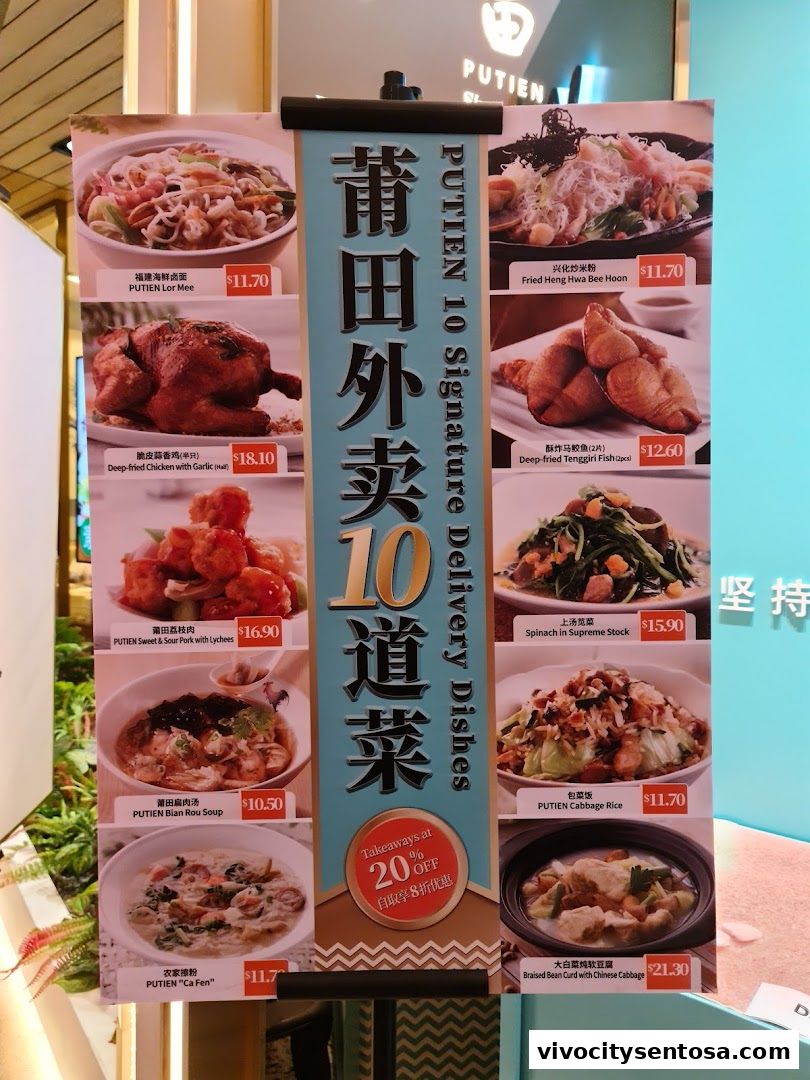 PUTIEN
莆田外卖10道菜
PUTIEN 10 Signature Delivery Dishes
福建海鲜卤面
PUTIEN Lor Mee
$11.70
脆皮蒜香鸡(半只)
Deep-fried Chicken with Garlic (Half)
$18.10
莆田荔枝肉
PUTIEN Sweet & Sour Pork with Lychees
$16.90
莆田扁肉汤
PUTIEN Bian Rou Soup
$10.50
农家擦粉
PUTIEN "Ca Fen"
兴化炒米粉
Fried Heng Hwa Bee Hoon
$11.70
酥炸马鲛鱼(2片)
Deep-fried Tenggiri Fish (2pcs)
$12.60
上汤苋菜
Spinach in Supreme Stock
$15.90
包菜饭
PUTIEN Cabbage Rice
$11.70
大白菜炖软豆腐
Braised Bean Curd with Chinese Cabbage
$21.30
Takeaways at
20% OFF
自取享8折优惠
坚持
vivocitysentosa.com